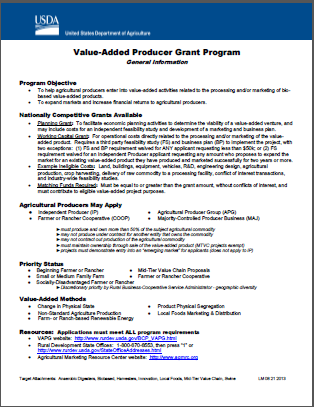 USDA
United States Department of Agriculture
Value-Added Producer Grant Program
General Information
Program Objective
• To help agricultural producers enter into value-added activities related to the processing and/or marketing of bio-
based value-added products.
• To expand markets and increase financial returns to agricultural producers.
Nationally Competitive Grants Available
• Planning Grant: To facilitate economic planning activities to determine the viability of a value-added venture, and
may include costs for an independent feasibility study and development of a marketing and business plan.
• Working Capital Grant: For operational costs directly related to the processing and/or marketing of the value-
added product. Requires a third party feasibility study (FS) and business plan (BP) to implement the project, with
two exceptions: (1) FS and BP requirement waived for ANY applicant requesting less than $50k; or (2) FS
requirement waived for an Independent Producer applicant requesting any amount who proposes to expand the
market for an existing value-added product they have produced and marketed successfully for two years or more.
• Example Ineligible Costs: Land, buildings, equipment, vehicles, R&D, engineering design, agricultural
production, crop harvesting, delivery of raw commodity to a processing facility, conflict of interest transactions,
and industry-wide feasibility studies.
• Matching Funds Required: Must be equal to or greater than the grant amount, without conflicts of interest, and
must contribute to eligible value-added project purposes.
Agricultural Producers May Apply
• Independent Producer (IP) • Agricultural Producer Group (APG)
• Farmer or Rancher Cooperative (COOP) • Majority-Controlled Producer Business (MAJ)
► must produce and own more than 50% of the subject agricultural commodity
► may not produce under contract for another entity that owns the commodity
► may not contract out production of the agricultural commodity
► must maintain ownership through sale of the value-added product (MTVC projects exempt)
► projects must demonstrate entry into an "emerging market" for applicants (does not apply to IP)
Priority Status
• Beginning Farmer or Rancher • Mid-Tier Value Chain Proposals
• Small or Medium Family Farm • Farmer or Rancher Cooperative
• Socially-Disadvantaged Farmer or Rancher
► Discretionary priority by Rural Business-Cooperative Service Administrator - geographic diversity
Value-Added Methods
• Change in Physical State • Product Physical Segregation
• Non-Standard Agriculture Production • Local Foods Marketing & Distribution
• Farm- or Ranch-based Renewable Energy
Resources: Applications must meet ALL program requirements
• VAPG website: http://www.rurdev.usda.gov/BCP_VAPG.html
• Rural Development State Offices: 1-800-670-6553, then press "1" or
http://www.rurdev.usda.gov/StateOfficeAddresses.html
• Agricultural Marketing Resource Center website: http://www.agmrc.org
Target Attachments: Anaerobic Digesters, Biobased, Homesters, Innovation, Local Foods, Mid-Tier Value Chain,